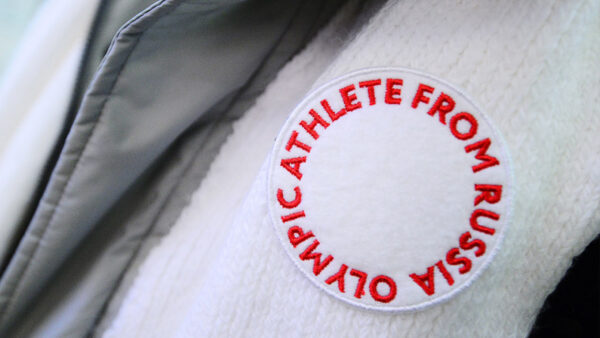 OLYMPIC ATHLETE FROM RUSSIA